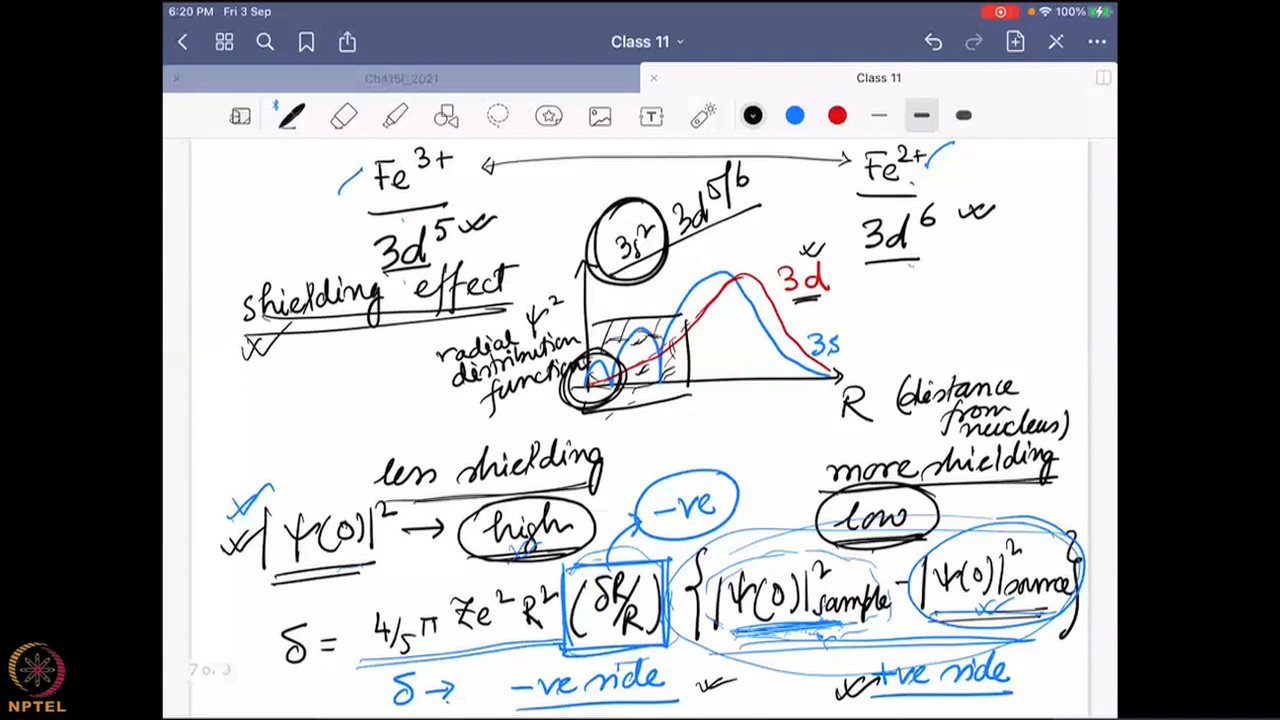 6:20 PM Fri 3 Sep
100%
Class 11
Ch415I_2021
Class 11
T
Fe³⁺
Fe²⁺
3d⁵
3s²
3d⁵/⁶
3d⁶
shielding effect
3d
3s
radial ψ²
distribution
function
R (distance
from
nucleus)
less shielding
more shielding
-ve
|ψ(0)|² → high
low
δ = 4/5 π Ze² R² (δR/R) {|ψ(0)|²sample - |ψ(0)|²source}
δ → -ve side
+ve side
NPTEL